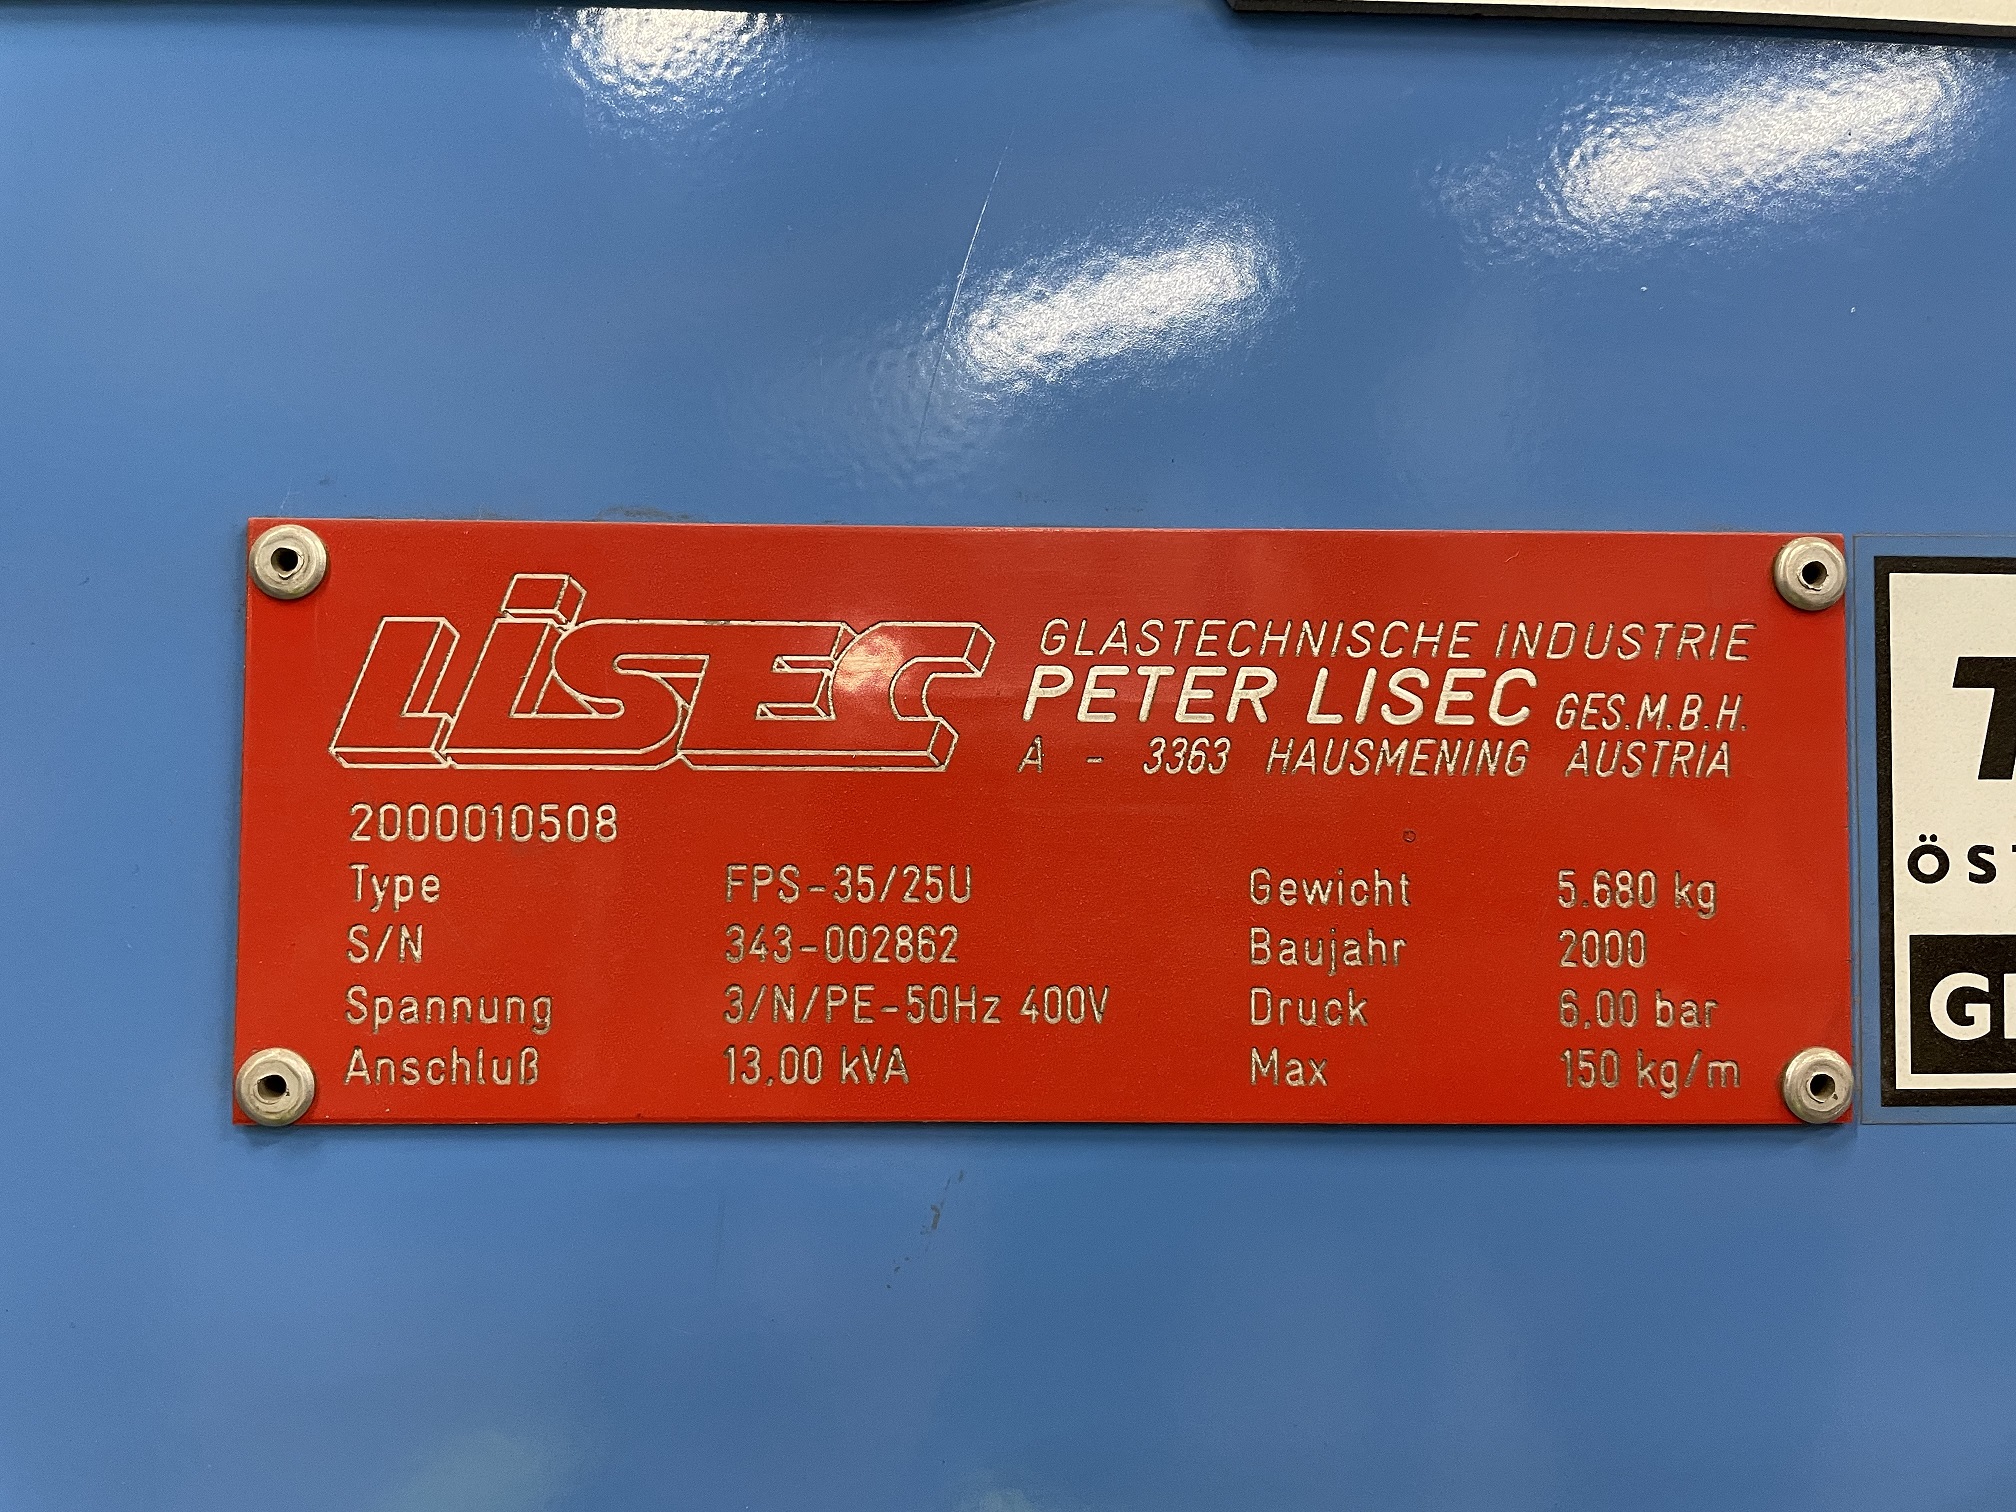 LiSEC
GLASTECHNISCHE INDUSTRIE
PETER LISEC GES.M.B.H.
A - 3363 HAUSMENING AUSTRIA
2000010508
Type FPS-35/25U Gewicht 5.680 kg
S/N 343-002862 Baujahr 2000
Spannung 3/N/PE-50Hz 400V Druck 6,00 bar
Anschluß 13,00 kVA Max 150 kg/m